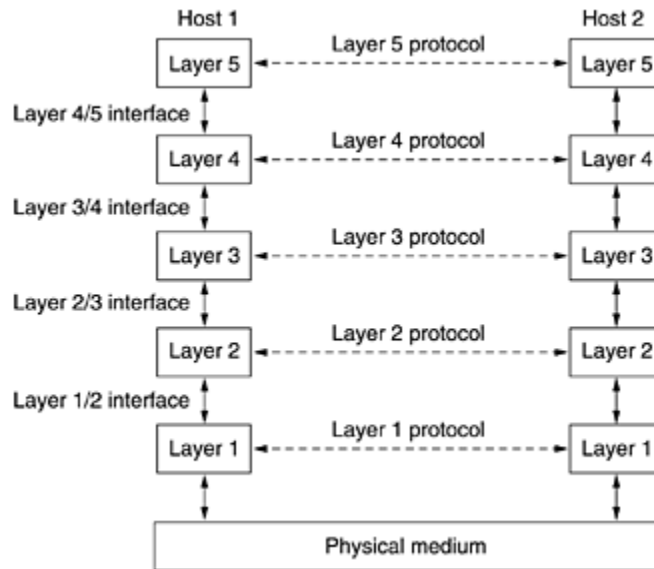 Host 1
Host 2
Layer 5 protocol
Layer 5
Layer 5
Layer 4/5 interface
Layer 4 protocol
Layer 4
Layer 4
Layer 3/4 interface
Layer 3 protocol
Layer 3
Layer 3
Layer 2/3 interface
Layer 2 protocol
Layer 2
Layer 2
Layer 1/2 interface
Layer 1 protocol
Layer 1
Layer 1
Physical medium